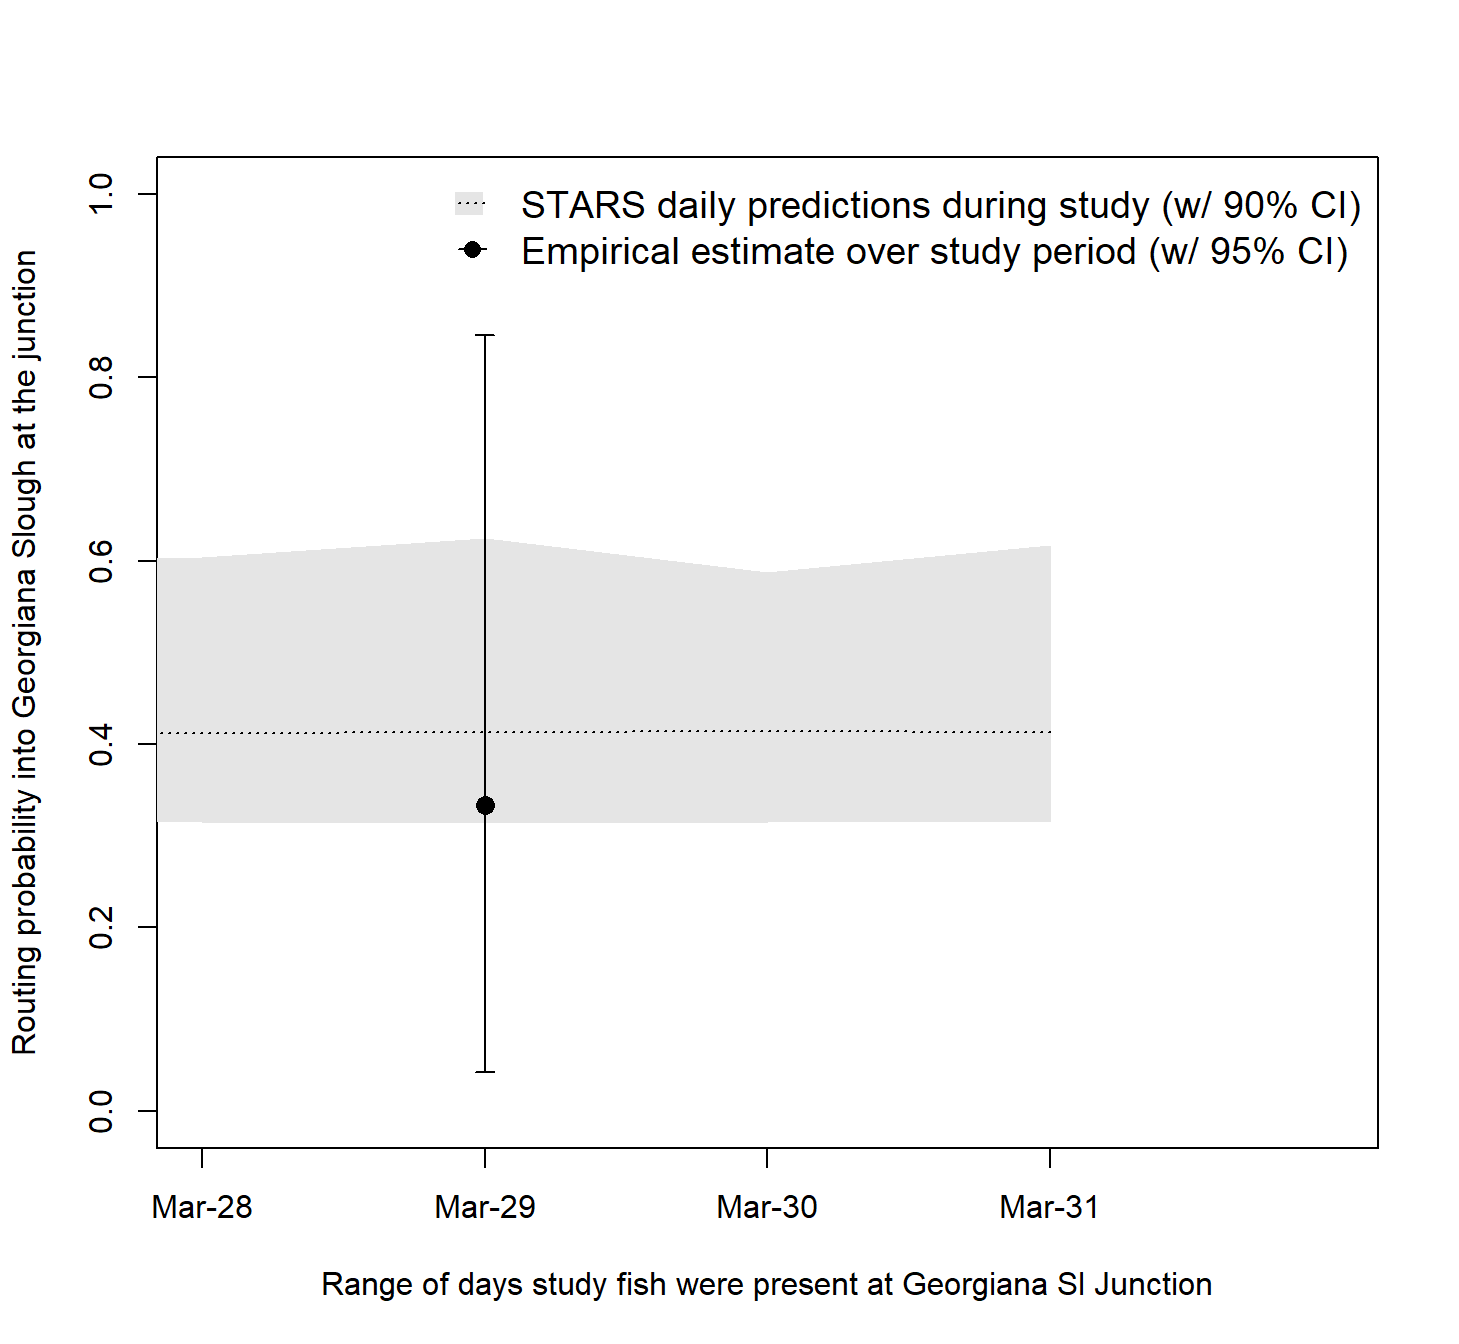 STARS daily predictions during study (w/ 90% CI)
Empirical estimate over study period (w/ 95% CI)
Routing probability into Georgiana Slough at the junction
1.0
0.8
0.6
0.4
0.2
0.0
Mar-28 Mar-29 Mar-30 Mar-31
Range of days study fish were present at Georgiana Sl Junction